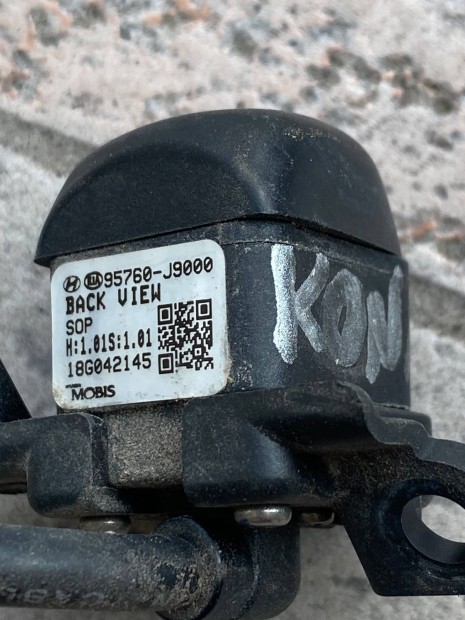 95760-J9000
BACK VIEW
SOP
H:1.01S:1.01
18G042145
MOBIS
KON